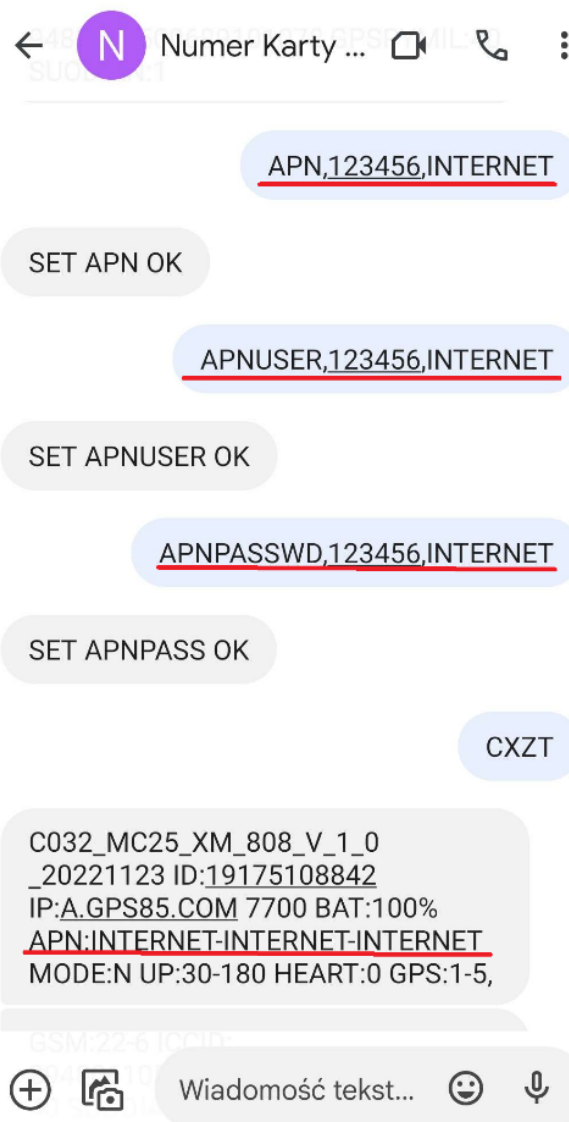 N Numer Karty ...
APN,123456,INTERNET
SET APN OK
APNUSER,123456,INTERNET
SET APNUSER OK
APNPASSWD,123456,INTERNET
SET APNPASS OK
CXZT
C032_MC25_XM_808_V_1_0
_20221123 ID:19175108842
IP:A.GPS85.COM 7700 BAT:100%
APN:INTERNET-INTERNET-INTERNET
MODE:N UP:30-180 HEART:0 GPS:1-5,
GSM:22-6 ICCID:
Wiadomość tekst...